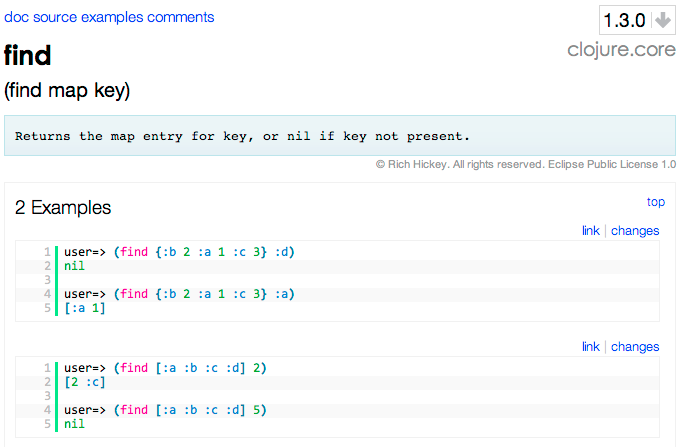 doc source examples comments
1.3.0
find
clojure.core
(find map key)
Returns the map entry for key, or nil if key not present.
© Rich Hickey. All rights reserved. Eclipse Public License 1.0
2 Examples
top
link | changes
1 user=> (find {:b 2 :a 1 :c 3} :d)
2 nil
3
4 user=> (find {:b 2 :a 1 :c 3} :a)
5 [:a 1]
link | changes
1 user=> (find [:a :b :c :d] 2)
2 [2 :c]
3
4 user=> (find [:a :b :c :d] 5)
5 nil